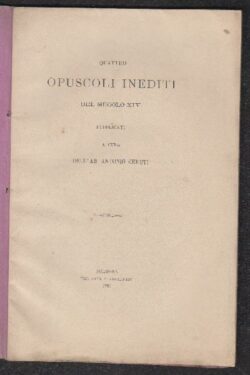 QUATTRO
OPUSCOLI INEDITI
DEL SECOLO XIV
PUBBLICATI
A CURA
DELL'AB. ANTONIO CERUTI
BOLOGNA